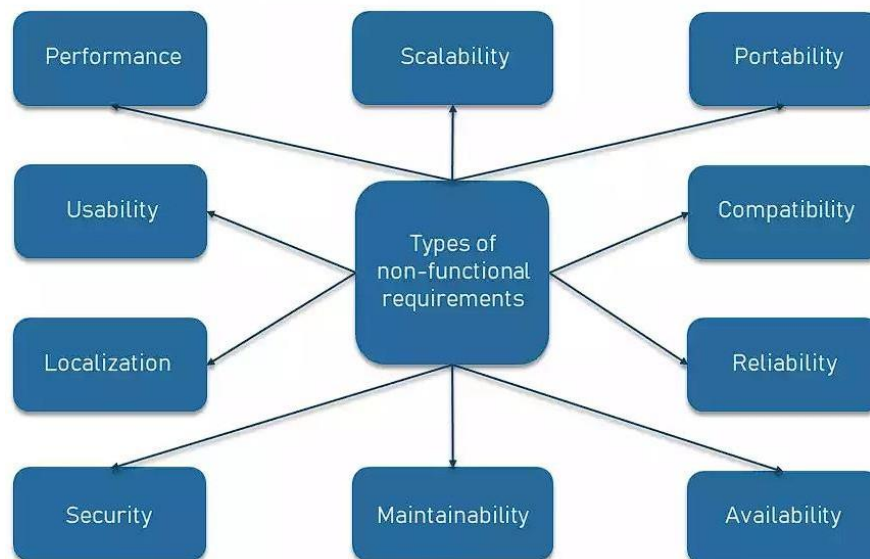 Performance
Scalability
Portability
Usability
Types of
non-functional
requirements
Compatibility
Localization
Reliability
Security
Maintainability
Availability